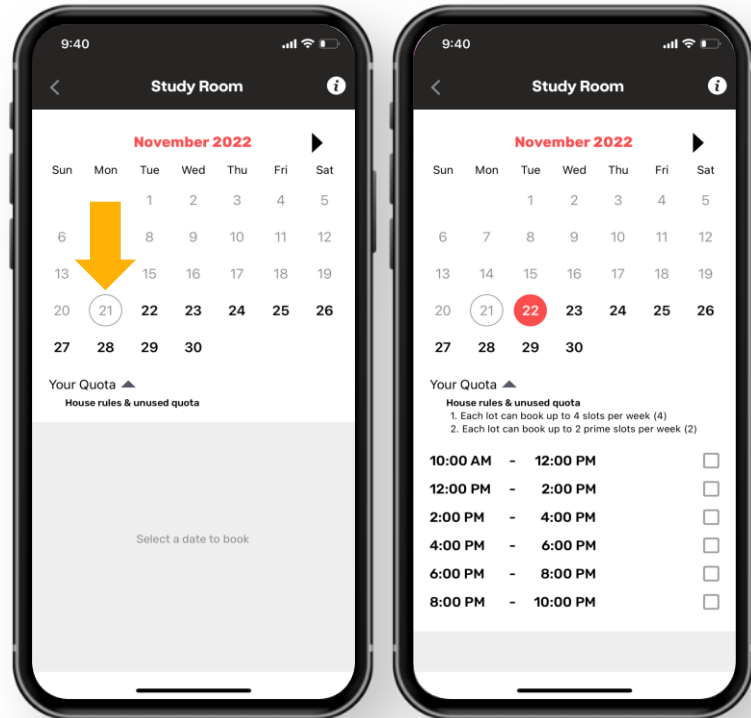 9:40
Study Room
November 2022
Sun Mon Tue Wed Thu Fri Sat
1 2 3 4 5
6 8 9 10 11 12
13 15 16 17 18 19
20 21 22 23 24 25 26
27 28 29 30
Your Quota
House rules & unused quota
Select a date to book
9:40
Study Room
i
November 2022
Sun Mon Tue Wed Thu Fri Sat
1 2 3 4 5
6 7 8 9 10 11 12
13 14 15 16 17 18 19
20 21 22 23 24 25 26
27 28 29 30
Your Quota
House rules & unused quota
1. Each lot can book up to 4 slots per week (4)
2. Each lot can book up to 2 prime slots per week (2)
10:00 AM - 12:00 PM
12:00 PM - 2:00 PM
2:00 PM - 4:00 PM
4:00 PM - 6:00 PM
6:00 PM - 8:00 PM
8:00 PM - 10:00 PM